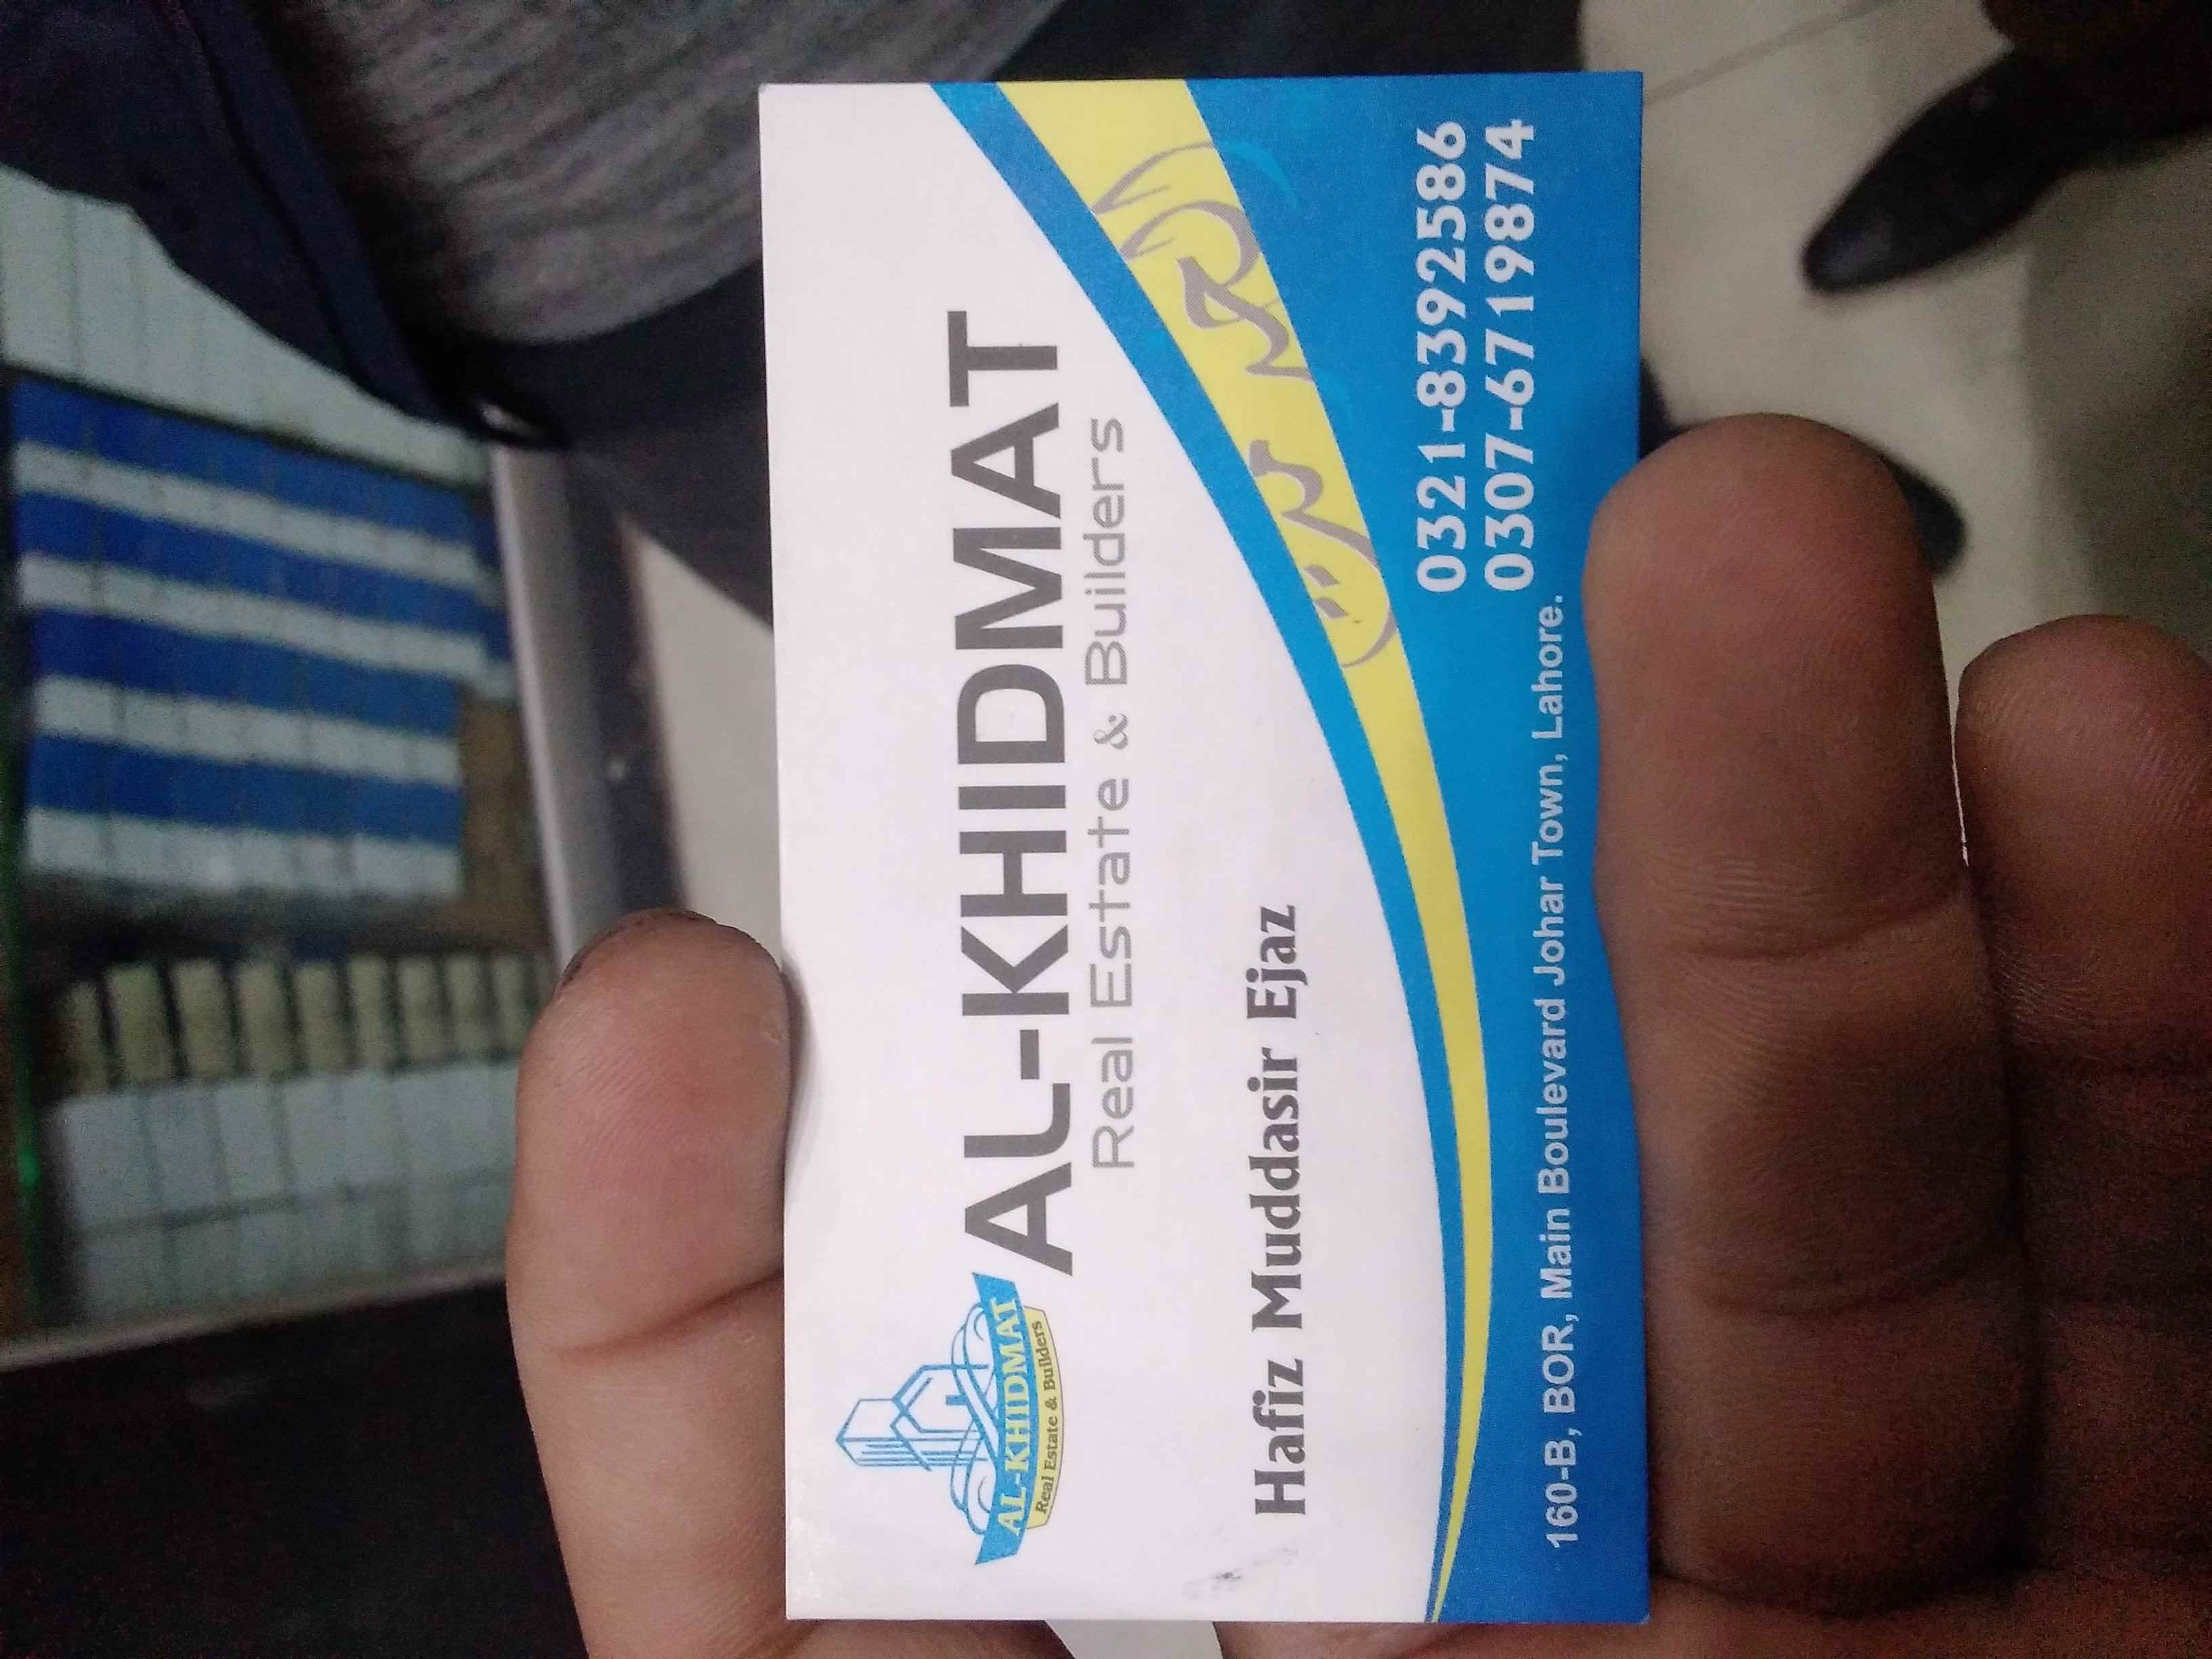 AL-KHIDMAT
Real Estate & Builders
AL-KHIDMAT
Real Estate & Builders
الخدمت
Hafiz Muddasir Ejaz
0321-8392586
0307-6719874
160-B, BOR, Main Boulevard Johar Town, Lahore.